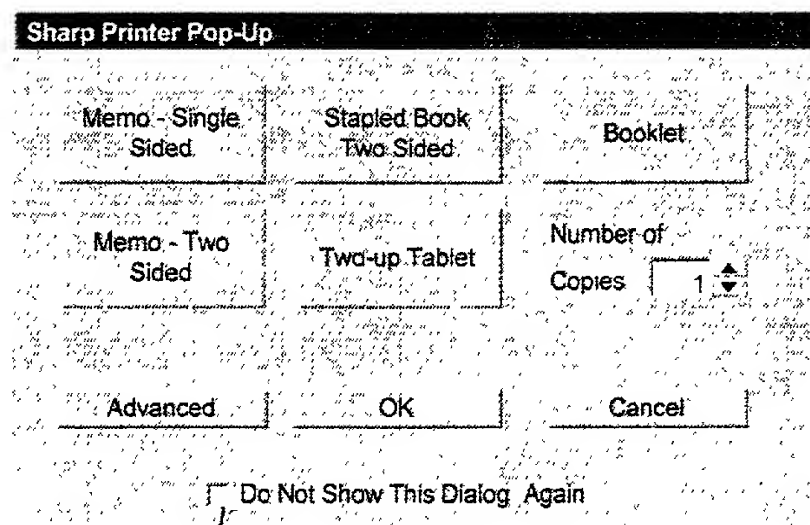 Sharp Printer Pop-Up
Memo - Single
Sided
Stapled Book
Two Sided
Booklet
Memo - Two
Sided
Two-up Tablet
Number of
Copies 1
Advanced
OK
Cancel
Do Not Show This Dialog Again